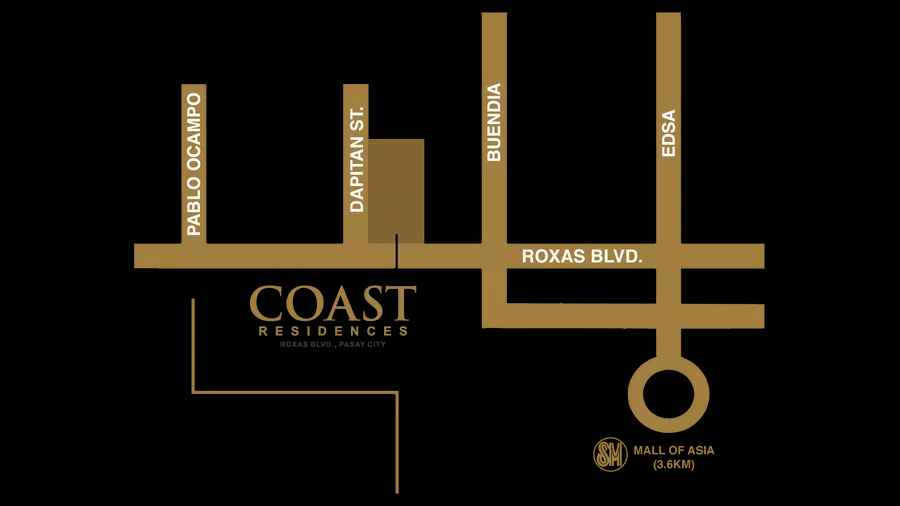 PABLO OCAMPO
DAPITAN ST.
BUENDIA
EDSA
ROXAS BLVD.
COAST
RESIDENCES
ROXAS BLVD., PASAY CITY
SM
MALL OF ASIA
(3.6KM)